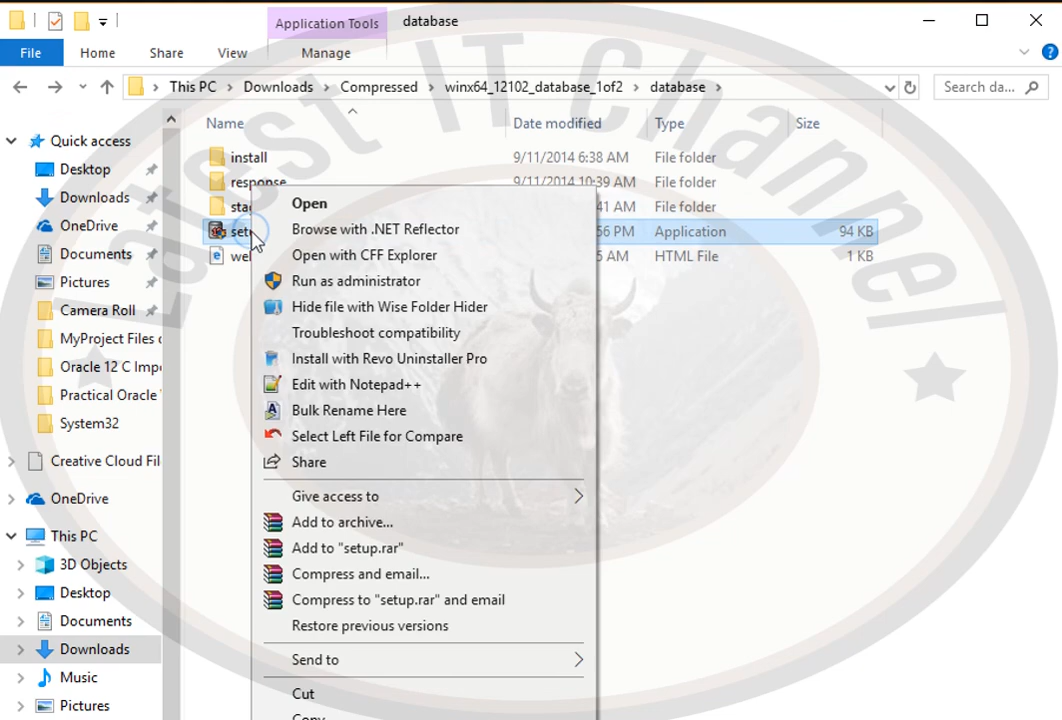 Application Tools
database
File
Home
Share
View
Manage
This PC
Downloads
Compressed
winx64_12102_database_1of2
database
Search da...
Name
Date modified
Type
Size
Quick access
Desktop
Downloads
OneDrive
Documents
Pictures
Camera Roll
MyProject Files
Oracle 12 C Imp
Practical Oracle
System32
Creative Cloud Fil
OneDrive
This PC
3D Objects
Desktop
Documents
Downloads
Music
Pictures
install 9/11/2014 6:38 AM File folder
response 9/11/2014 10:39 AM File folder
sta 41 AM File folder
setu 56 PM Application 94 KB
wel 5 AM HTML File 1 KB
Open
Browse with .NET Reflector
Open with CFF Explorer
Run as administrator
Hide file with Wise Folder Hider
Troubleshoot compatibility
Install with Revo Uninstaller Pro
Edit with Notepad++
Bulk Rename Here
Select Left File for Compare
Share
Give access to
Add to archive...
Add to "setup.rar"
Compress and email...
Compress to "setup.rar" and email
Restore previous versions
Send to
Cut
Copy
Latest IT Channel